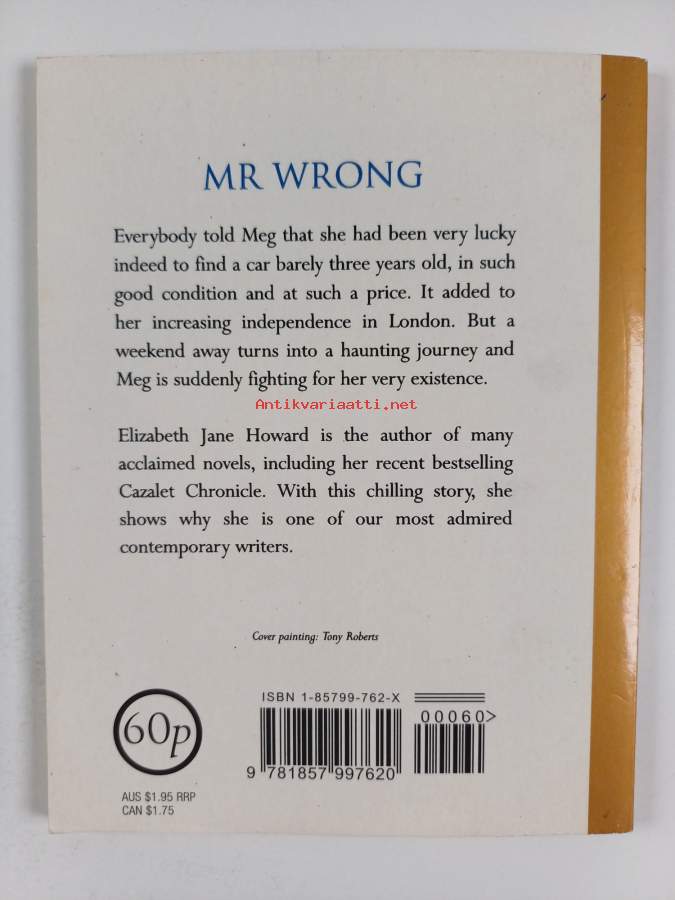 MR WRONG
Everybody told Meg that she had been very lucky
indeed to find a car barely three years old, in such
good condition and at such a price. It added to
her increasing independence in London. But a
weekend away turns into a haunting journey and
Meg is suddenly fighting for her very existence.
Antikvariaatti.net
Elizabeth Jane Howard is the author of many
acclaimed novels, including her recent bestselling
Cazalet Chronicle. With this chilling story, she
shows why she is one of our most admired
contemporary writers.
Cover painting: Tony Roberts
60p
ISBN 1-85799-762-X
00060>
9 781857 997620
AUS $1.95 RRP
CAN $1.75